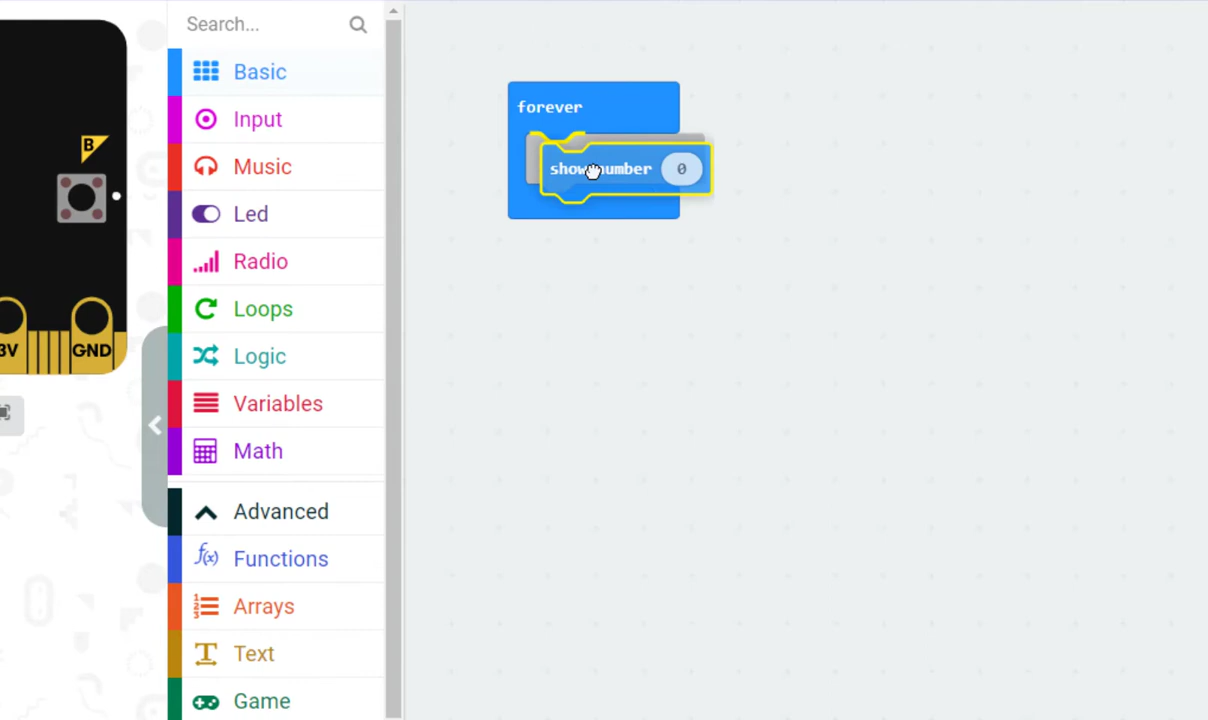 B
3V
GND
Search...
Basic
Input
Music
Led
Radio
Loops
Logic
Variables
Math
Advanced
f(x) Functions
Arrays
Text
Game
forever
show number 0